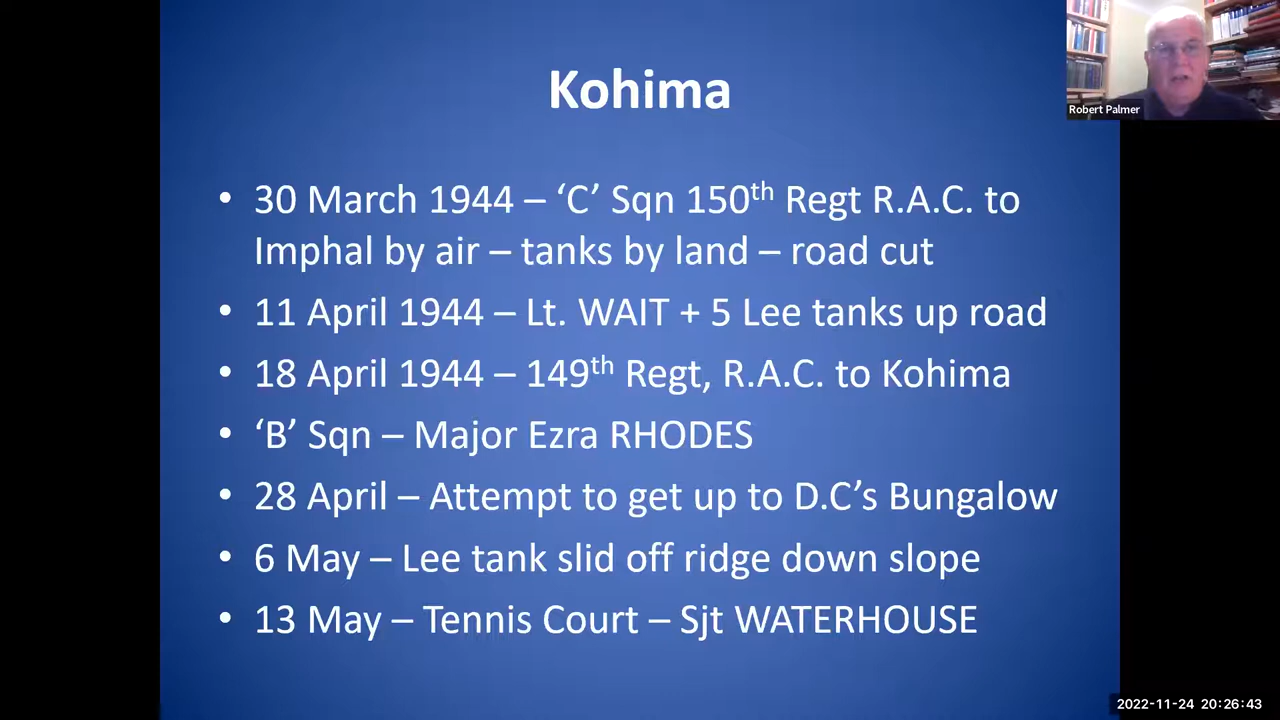 Kohima
Robert Palmer
• 30 March 1944 – ‘C’ Sqn 150th Regt R.A.C. to
Imphal by air – tanks by land – road cut
• 11 April 1944 – Lt. WAIT + 5 Lee tanks up road
• 18 April 1944 – 149th Regt, R.A.C. to Kohima
• ‘B’ Sqn – Major Ezra RHODES
• 28 April – Attempt to get up to D.C’s Bungalow
• 6 May – Lee tank slid off ridge down slope
• 13 May – Tennis Court – Sjt WATERHOUSE
2022-11-24 20:26:43